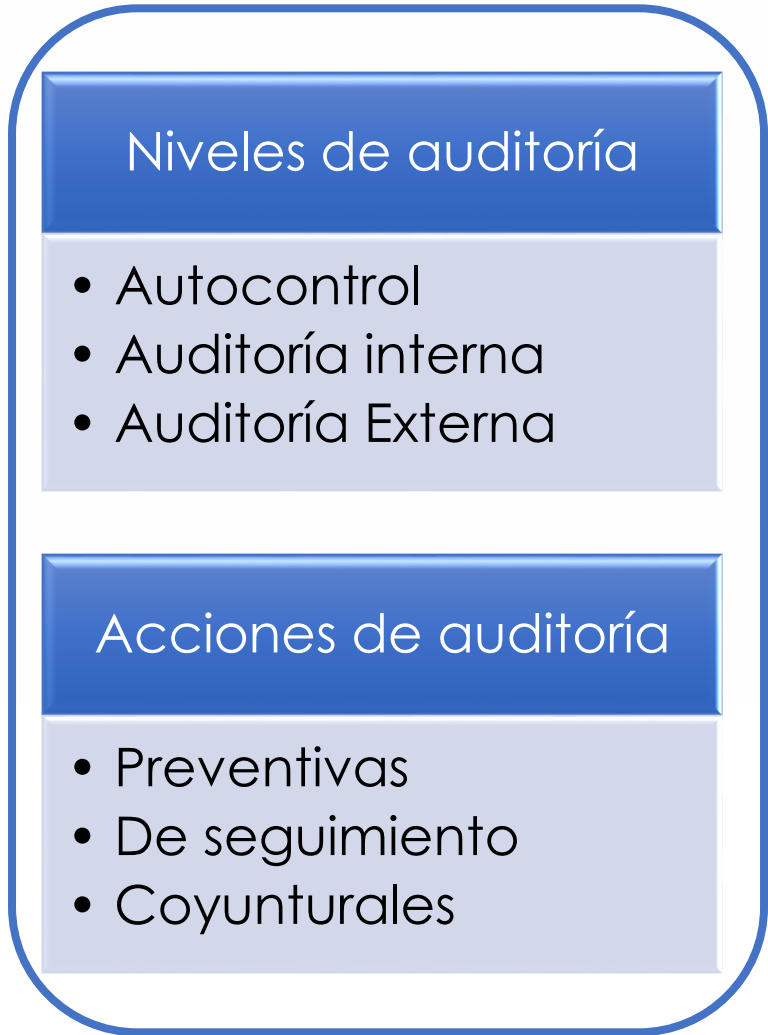 Niveles de auditoría
• Autocontrol
• Auditoría interna
• Auditoría Externa
Acciones de auditoría
• Preventivas
• De seguimiento
• Coyunturales